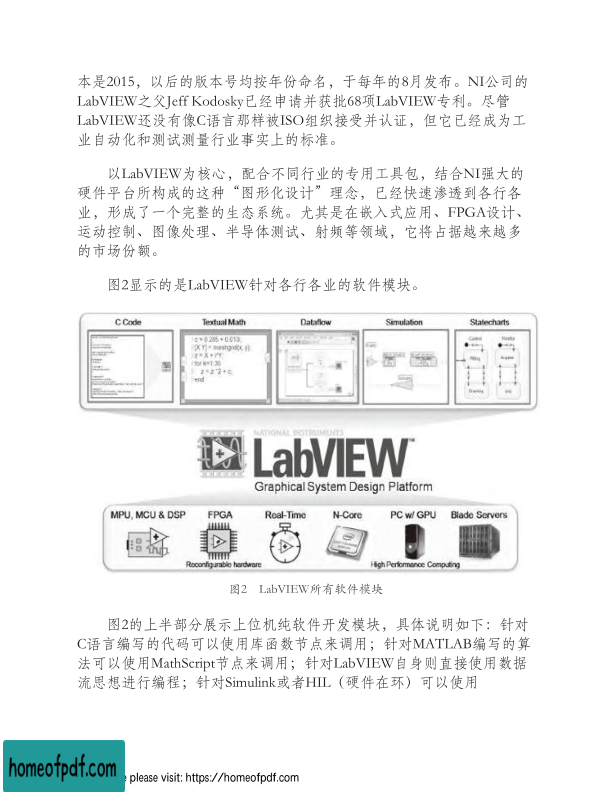 本是2015，以后的版本号均按年份命名，于每年的8月发布。NI公司的
LabVIEW之父Jeff Kodosky已经申请并获批68项LabVIEW专利。尽管
LabVIEW还没有像C语言那样被ISO组织接受并认证，但它已经成为工
业自动化和测试测量行业事实上的标准。
以LabVIEW为核心，配合不同行业的专用工具包，结合NI强大的
硬件平台所构成的这种“图形化设计”理念，已经快速渗透到各行各
业，形成了一个完整的生态系统。尤其是在嵌入式应用、FPGA设计、
运动控制、图像处理、半导体测试、射频等领域，它将占据越来越多
的市场份额。
图2显示的是LabVIEW针对各行各业的软件模块。
C Code Textual Math Dataflow Simulation Statecharts
c = 0.285 + 0.013i;
z = X + i*Y;
for k=1:30
z = z.^2 + c;
end
NATIONAL INSTRUMENTS
LabVIEW™
Graphical System Design Platform
MPU, MCU & DSP FPGA Real-Time N-Core PC w/ GPU Blade Servers
Reconfigurable hardware High Performance Computing
图2 LabVIEW所有软件模块
图2的上半部分展示上位机纯软件开发模块，具体说明如下：针对
C语言编写的代码可以使用库函数节点来调用；针对MATLAB编写的算
法可以使用MathScript节点来调用；针对LabVIEW自身则直接使用数据
流思想进行编程；针对Simulink或者HIL（硬件在环）可以使用
homeofpdf.com
please visit: https://homeofpdf.com